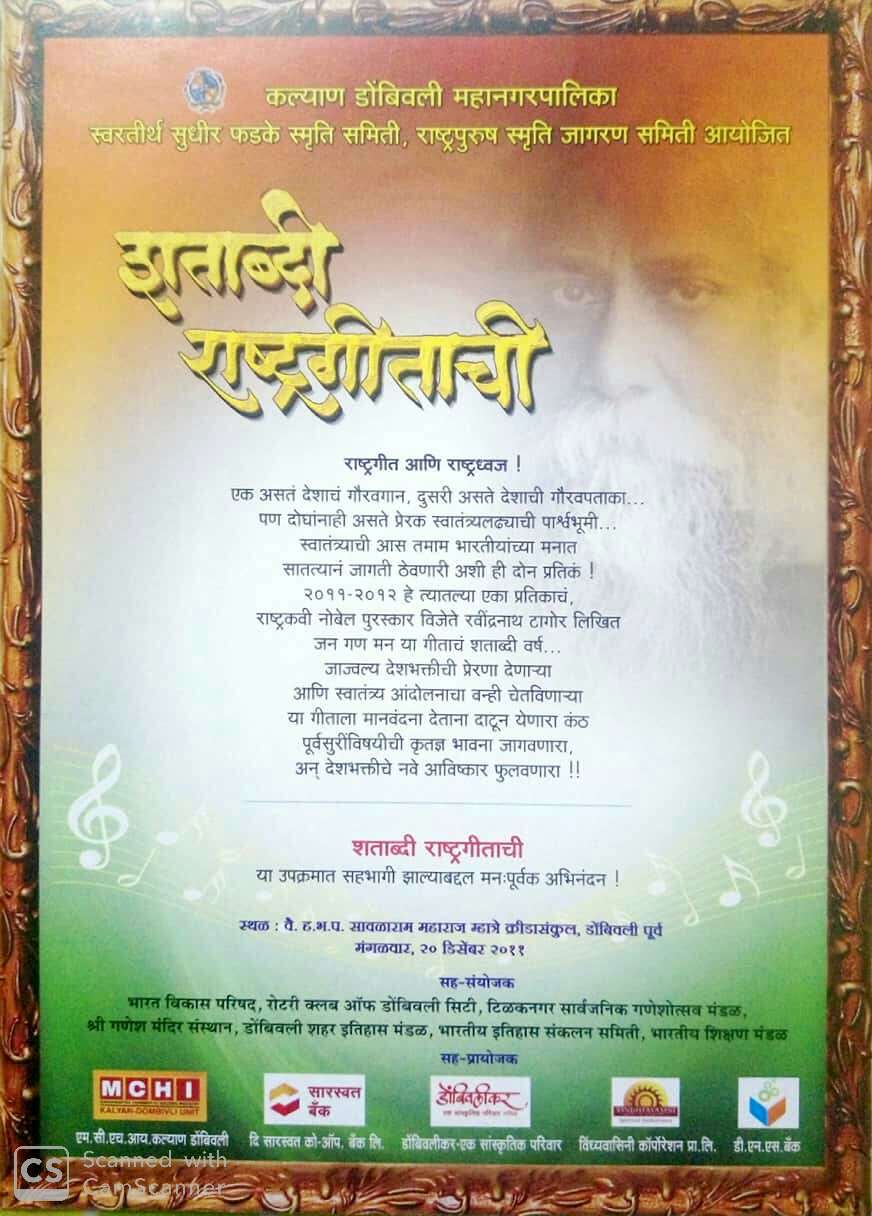 कल्याण डोंबिवली महानगरपालिका
स्वरतीर्थ सुधीर फडके स्मृति समिती, राष्ट्रपुरुष स्मृति जागरण समिती आयोजित
शताब्दी
राष्ट्रगीताची
राष्ट्रगीत आणि राष्ट्रध्वज !
एक असतं देशाचं गौरवगान, दुसरी असते देशाची गौरवपताका...
पण दोघांनाही असते प्रेरक स्वातंत्र्यलढ्याची पार्श्वभूमी...
स्वातंत्र्याची आस तमाम भारतीयांच्या मनात
सातत्यानं जागती ठेवणारी अशी ही दोन प्रतिकं !
२०११-२०१२ हे त्यातल्या एका प्रतिकाचं,
राष्ट्रकवी नोबेल पुरस्कार विजेते रवींद्रनाथ टागोर लिखित
जन गण मन या गीताचं शताब्दी वर्ष...
जाज्वल्य देशभक्तीची प्रेरणा देणाऱ्या
आणि स्वातंत्र्य आंदोलनाचा वन्ही चेतविणाऱ्या
या गीताला मानवंदना देताना दाटून येणारा कंठ
पूर्वसुरींविषयीची कृतज्ञ भावना जागवणारा,
अन् देशभक्तीचे नवे आविष्कार फुलवणारा !!
शताब्दी राष्ट्रगीताची
या उपक्रमात सहभागी झाल्याबद्दल मनःपूर्वक अभिनंदन !
स्थळ : वै. ह.भ.प. सावळाराम महाराज म्हात्रे क्रीडासंकुल, डोंबिवली पूर्व
मंगळवार, २० डिसेंबर २०११
सह-संयोजक
भारत विकास परिषद, रोटरी क्लब ऑफ डोंबिवली सिटी, टिळकनगर सार्वजनिक गणेशोत्सव मंडळ,
श्री गणेश मंदिर संस्थान, डोंबिवली शहर इतिहास मंडळ, भारतीय इतिहास संकलन समिती, भारतीय शिक्षण मंडळ
सह-प्रायोजक
MCHI
KALYAN-DOMBIVLI UNIT
सारस्वत
बँक
डोंबिवलीकर
एक सांस्कृतिक परिवार
एम.सी.एच.आय.कल्याण डोंबिवली दि सारस्वत को-ऑप. बँक लि. डोंबिवलीकर-एक सांस्कृतिक परिवार विंध्यवासिनी कॉर्पोरेशन प्रा.लि. डी.एन.एस.बँक
CS Scanned with
CamScanner